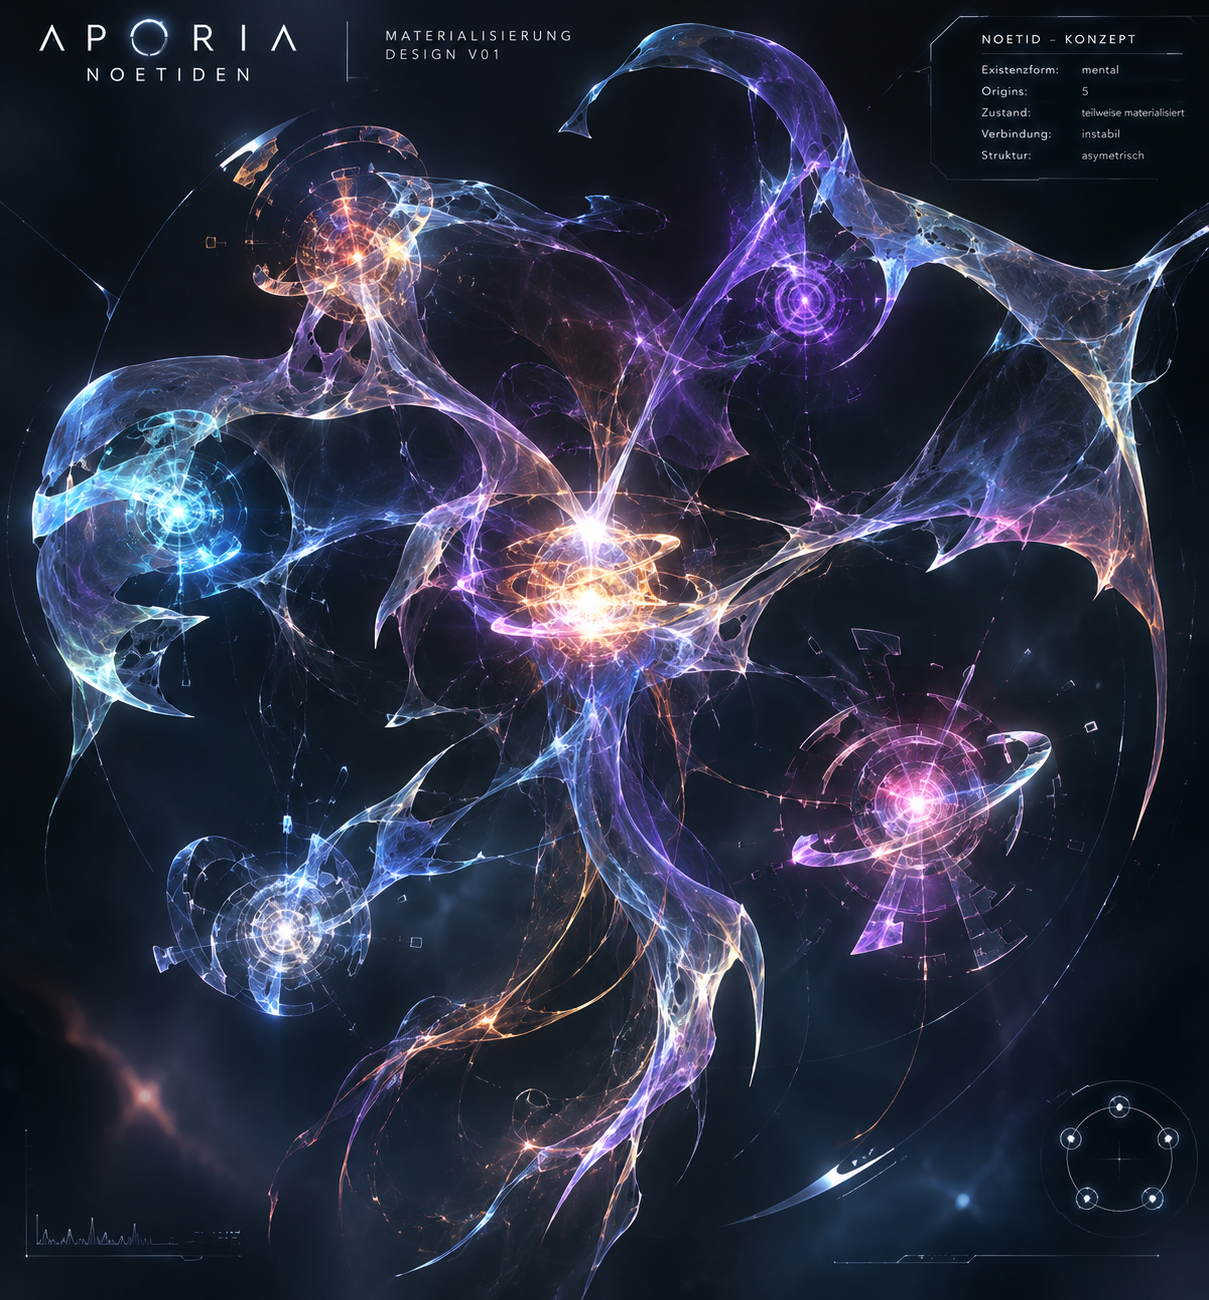 APORIA
NOETIDEN
MATERIALISIERUNG
DESIGN V01
NOETID – KONZEPT
Existenzform: mental
Origins: 5
Zustand: teilweise materialisiert
Verbindung: instabil
Struktur: asymetrisch